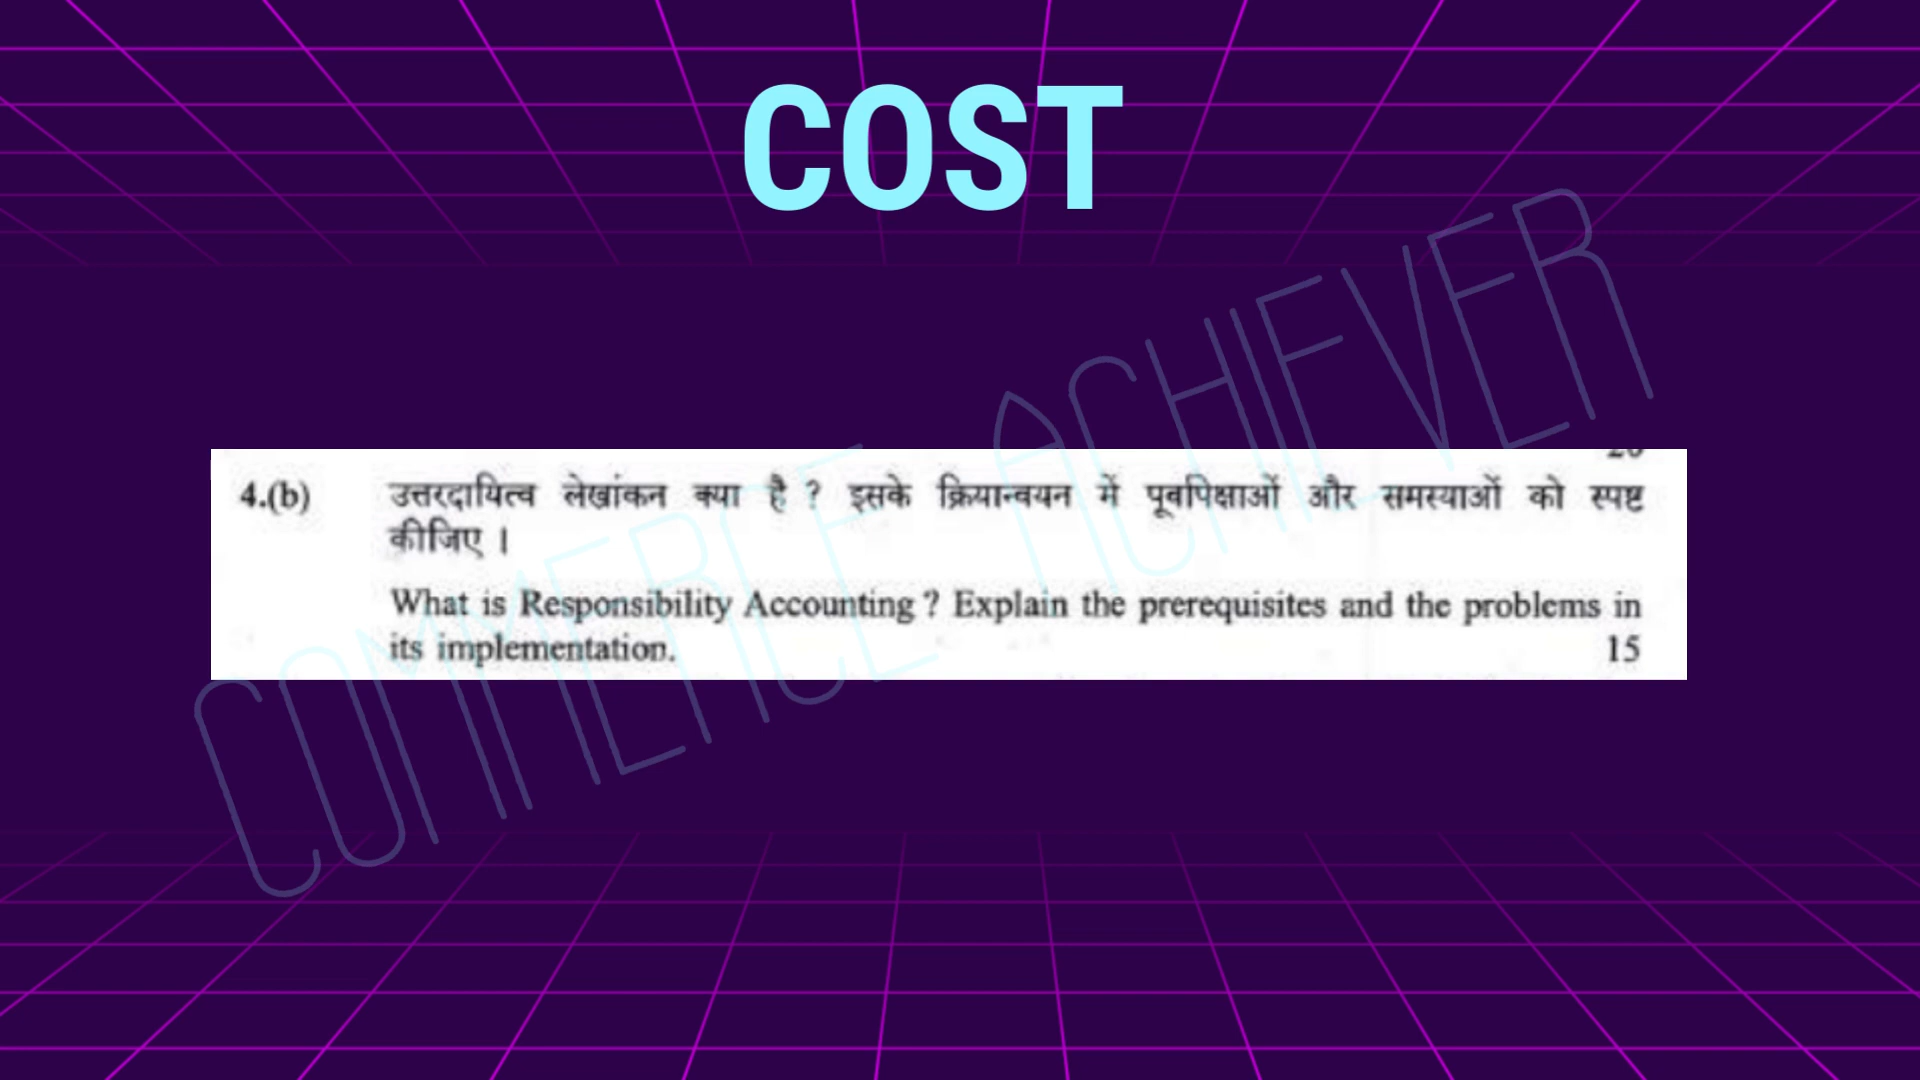 COST
4.(b) उत्तरदायित्व लेखांकन क्या है ? इसके क्रियान्वयन में पूर्वापेक्षाओं और समस्याओं को स्पष्ट
कीजिए ।
What is Responsibility Accounting ? Explain the prerequisites and the problems in
its implementation. 15
COMMERCE ACHIEVER